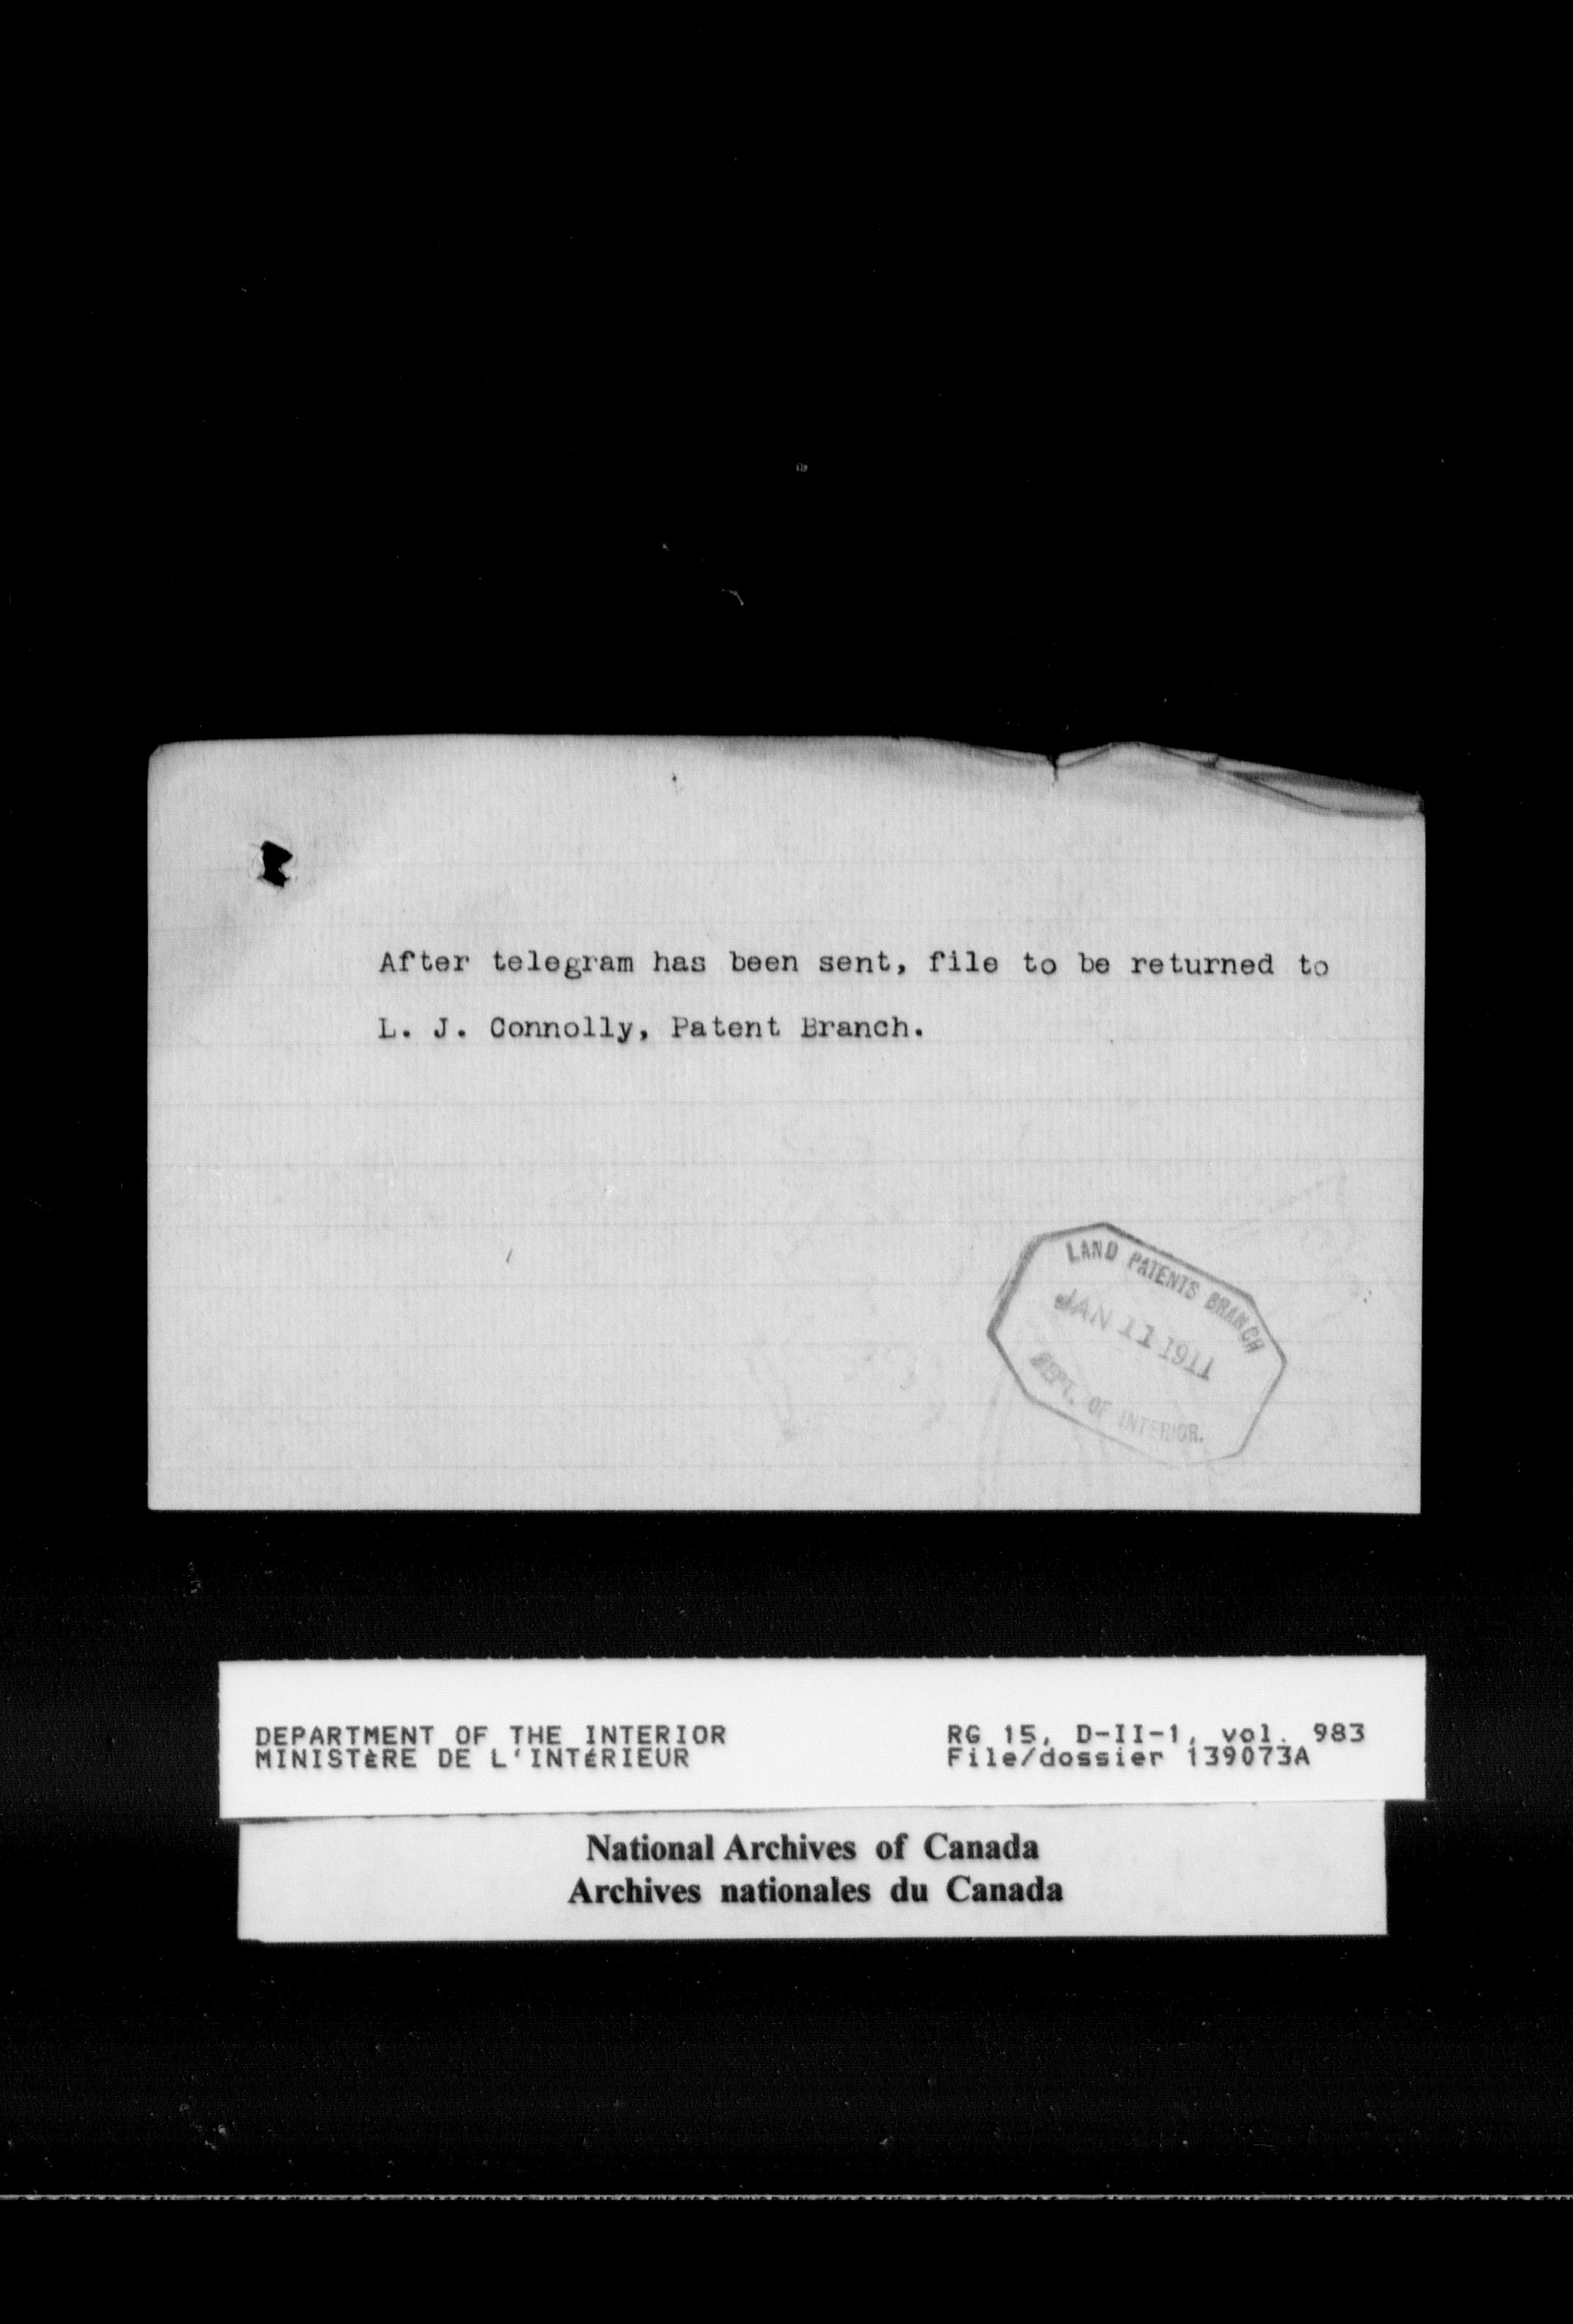 After telegram has been sent, file to be returned to
L. J. Connolly, Patent Branch.
LAND PATENTS BRANCH
JAN 11 1911
DEPT. OF INTERIOR.
DEPARTMENT OF THE INTERIOR
MINISTÈRE DE L'INTÉRIEUR
RG 15, D-II-1, vol. 983
File/dossier 139073A
National Archives of Canada
Archives nationales du Canada